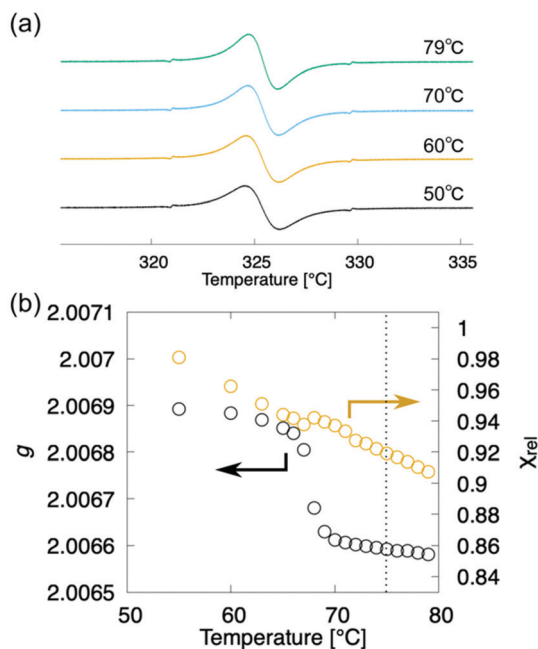 (a)
79°C
70°C
60°C
50°C
320 325 330 335
Temperature [°C]
(b)
2.0071
2.007
2.0069
2.0068
2.0067
2.0066
2.0065
g
1
0.98
0.96
0.94
0.92
0.9
0.88
0.86
0.84
χrel
50 60 70 80
Temperature [°C]